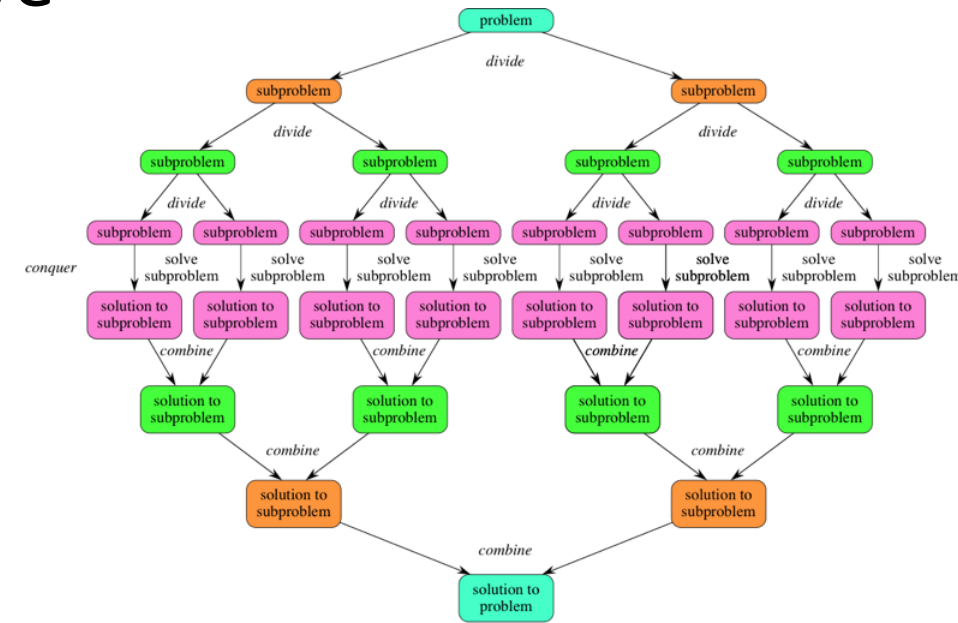 problem
divide
subproblem subproblem
divide divide
subproblem subproblem subproblem subproblem
divide divide divide divide
subproblem subproblem subproblem subproblem subproblem subproblem subproblem subproblem
conquer
solve solve solve solve solve solve solve solve
subproblem subproblem subproblem subproblem subproblem subproblem subproblem subproblem
solution to solution to solution to solution to solution to solution to solution to solution to
subproblem subproblem subproblem subproblem subproblem subproblem subproblem subproblem
combine combine combine combine
solution to solution to solution to solution to
subproblem subproblem subproblem subproblem
combine combine
solution to solution to
subproblem subproblem
combine
solution to
problem